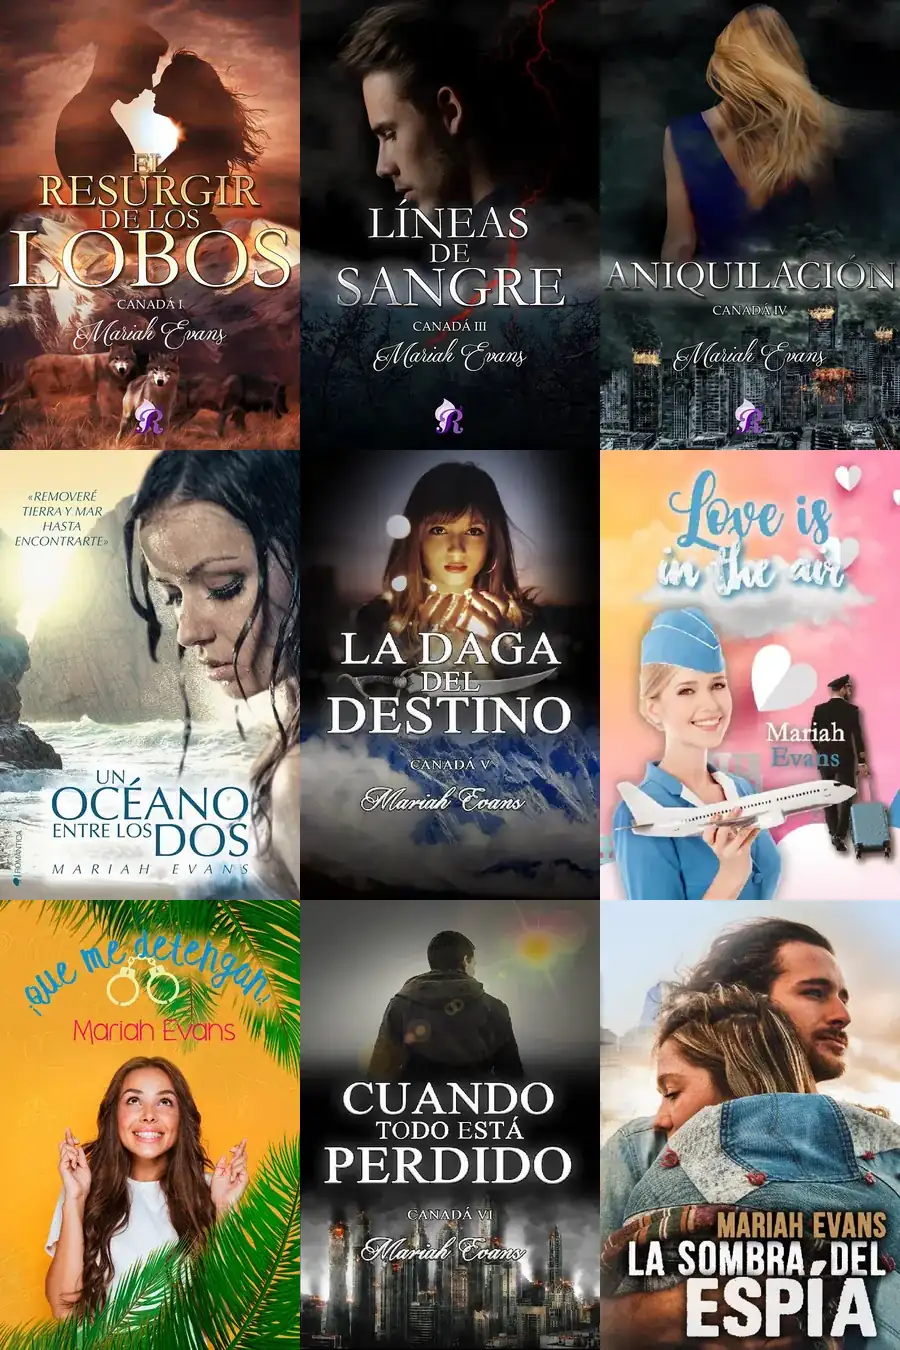 EL
RESURGIR
DE LOS
LOBOS
CANADÁ I
Mariah Evans
R
LÍNEAS
DE
SANGRE
CANADÁ III
Mariah Evans
R
ANIQUILACIÓN
CANADÁ IV
Mariah Evans
R
«REMOVERÉ
TIERRA Y MAR
HASTA
ENCONTRARTE»
UN
OCÉANO
ENTRE LOS
DOS
MARIAH EVANS
ROMANTICA
LA DAGA
DEL
DESTINO
CANADÁ V
Mariah Evans
Love is
in the air
Mariah
Evans
¡Que me detengan!
Mariah Evans
CUANDO
TODO ESTÁ
PERDIDO
CANADÁ VI
Mariah Evans
MARIAH EVANS
LA SOMBRA DEL
ESPÍA